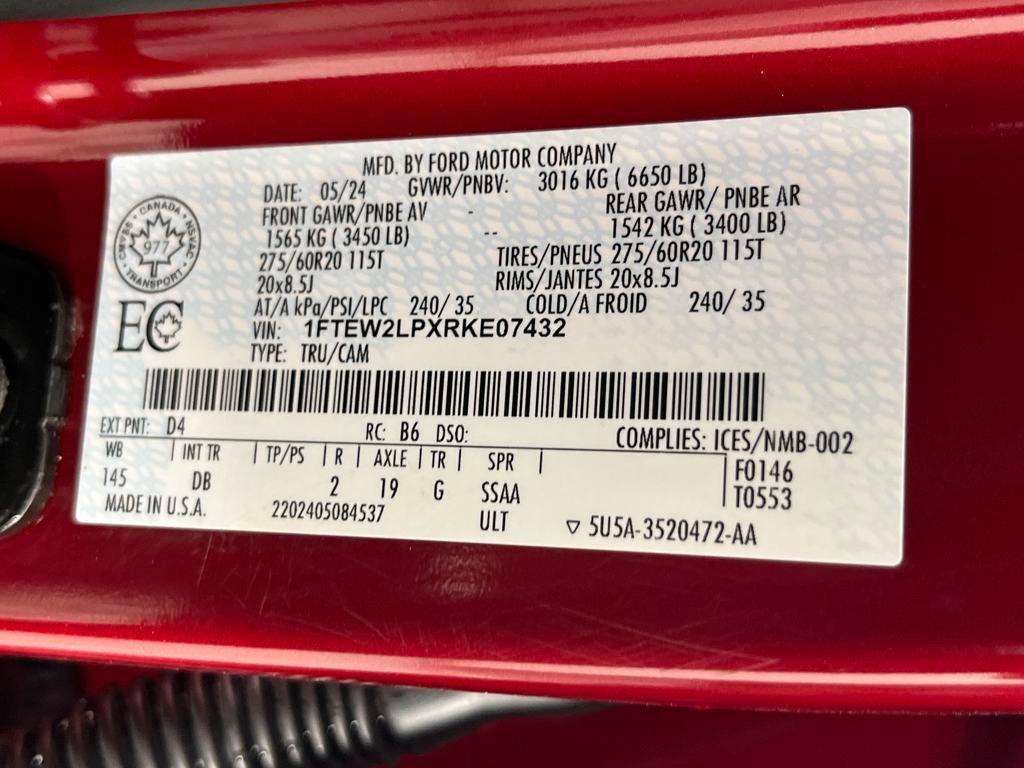 MFD. BY FORD MOTOR COMPANY
DATE: 05/24 GVWR/PNBV: 3016 KG ( 6650 LB)
FRONT GAWR/PNBE AV - REAR GAWR/ PNBE AR
1565 KG ( 3450 LB) -- 1542 KG ( 3400 LB)
275/60R20 115T TIRES/PNEUS 275/60R20 115T
20x8.5J RIMS/JANTES 20x8.5J
AT/A kPa/PSI/LPC 240/ 35 COLD/A FROID 240/ 35
VIN: 1FTEW2LPXRKE07432
TYPE: TRU/CAM
CANADA
CMVSS NSVAC
977
TRANSPORT
EC
EXT PNT: D4 RC: B6 DSO: COMPLIES: ICES/NMB-002
WB | INT TR | TP/PS | R | AXLE | TR | SPR | F0146
145 DB 2 19 G SSAA T0553
MADE IN U.S.A. 2202405084537 ULT ▽ 5U5A-3520472-AA